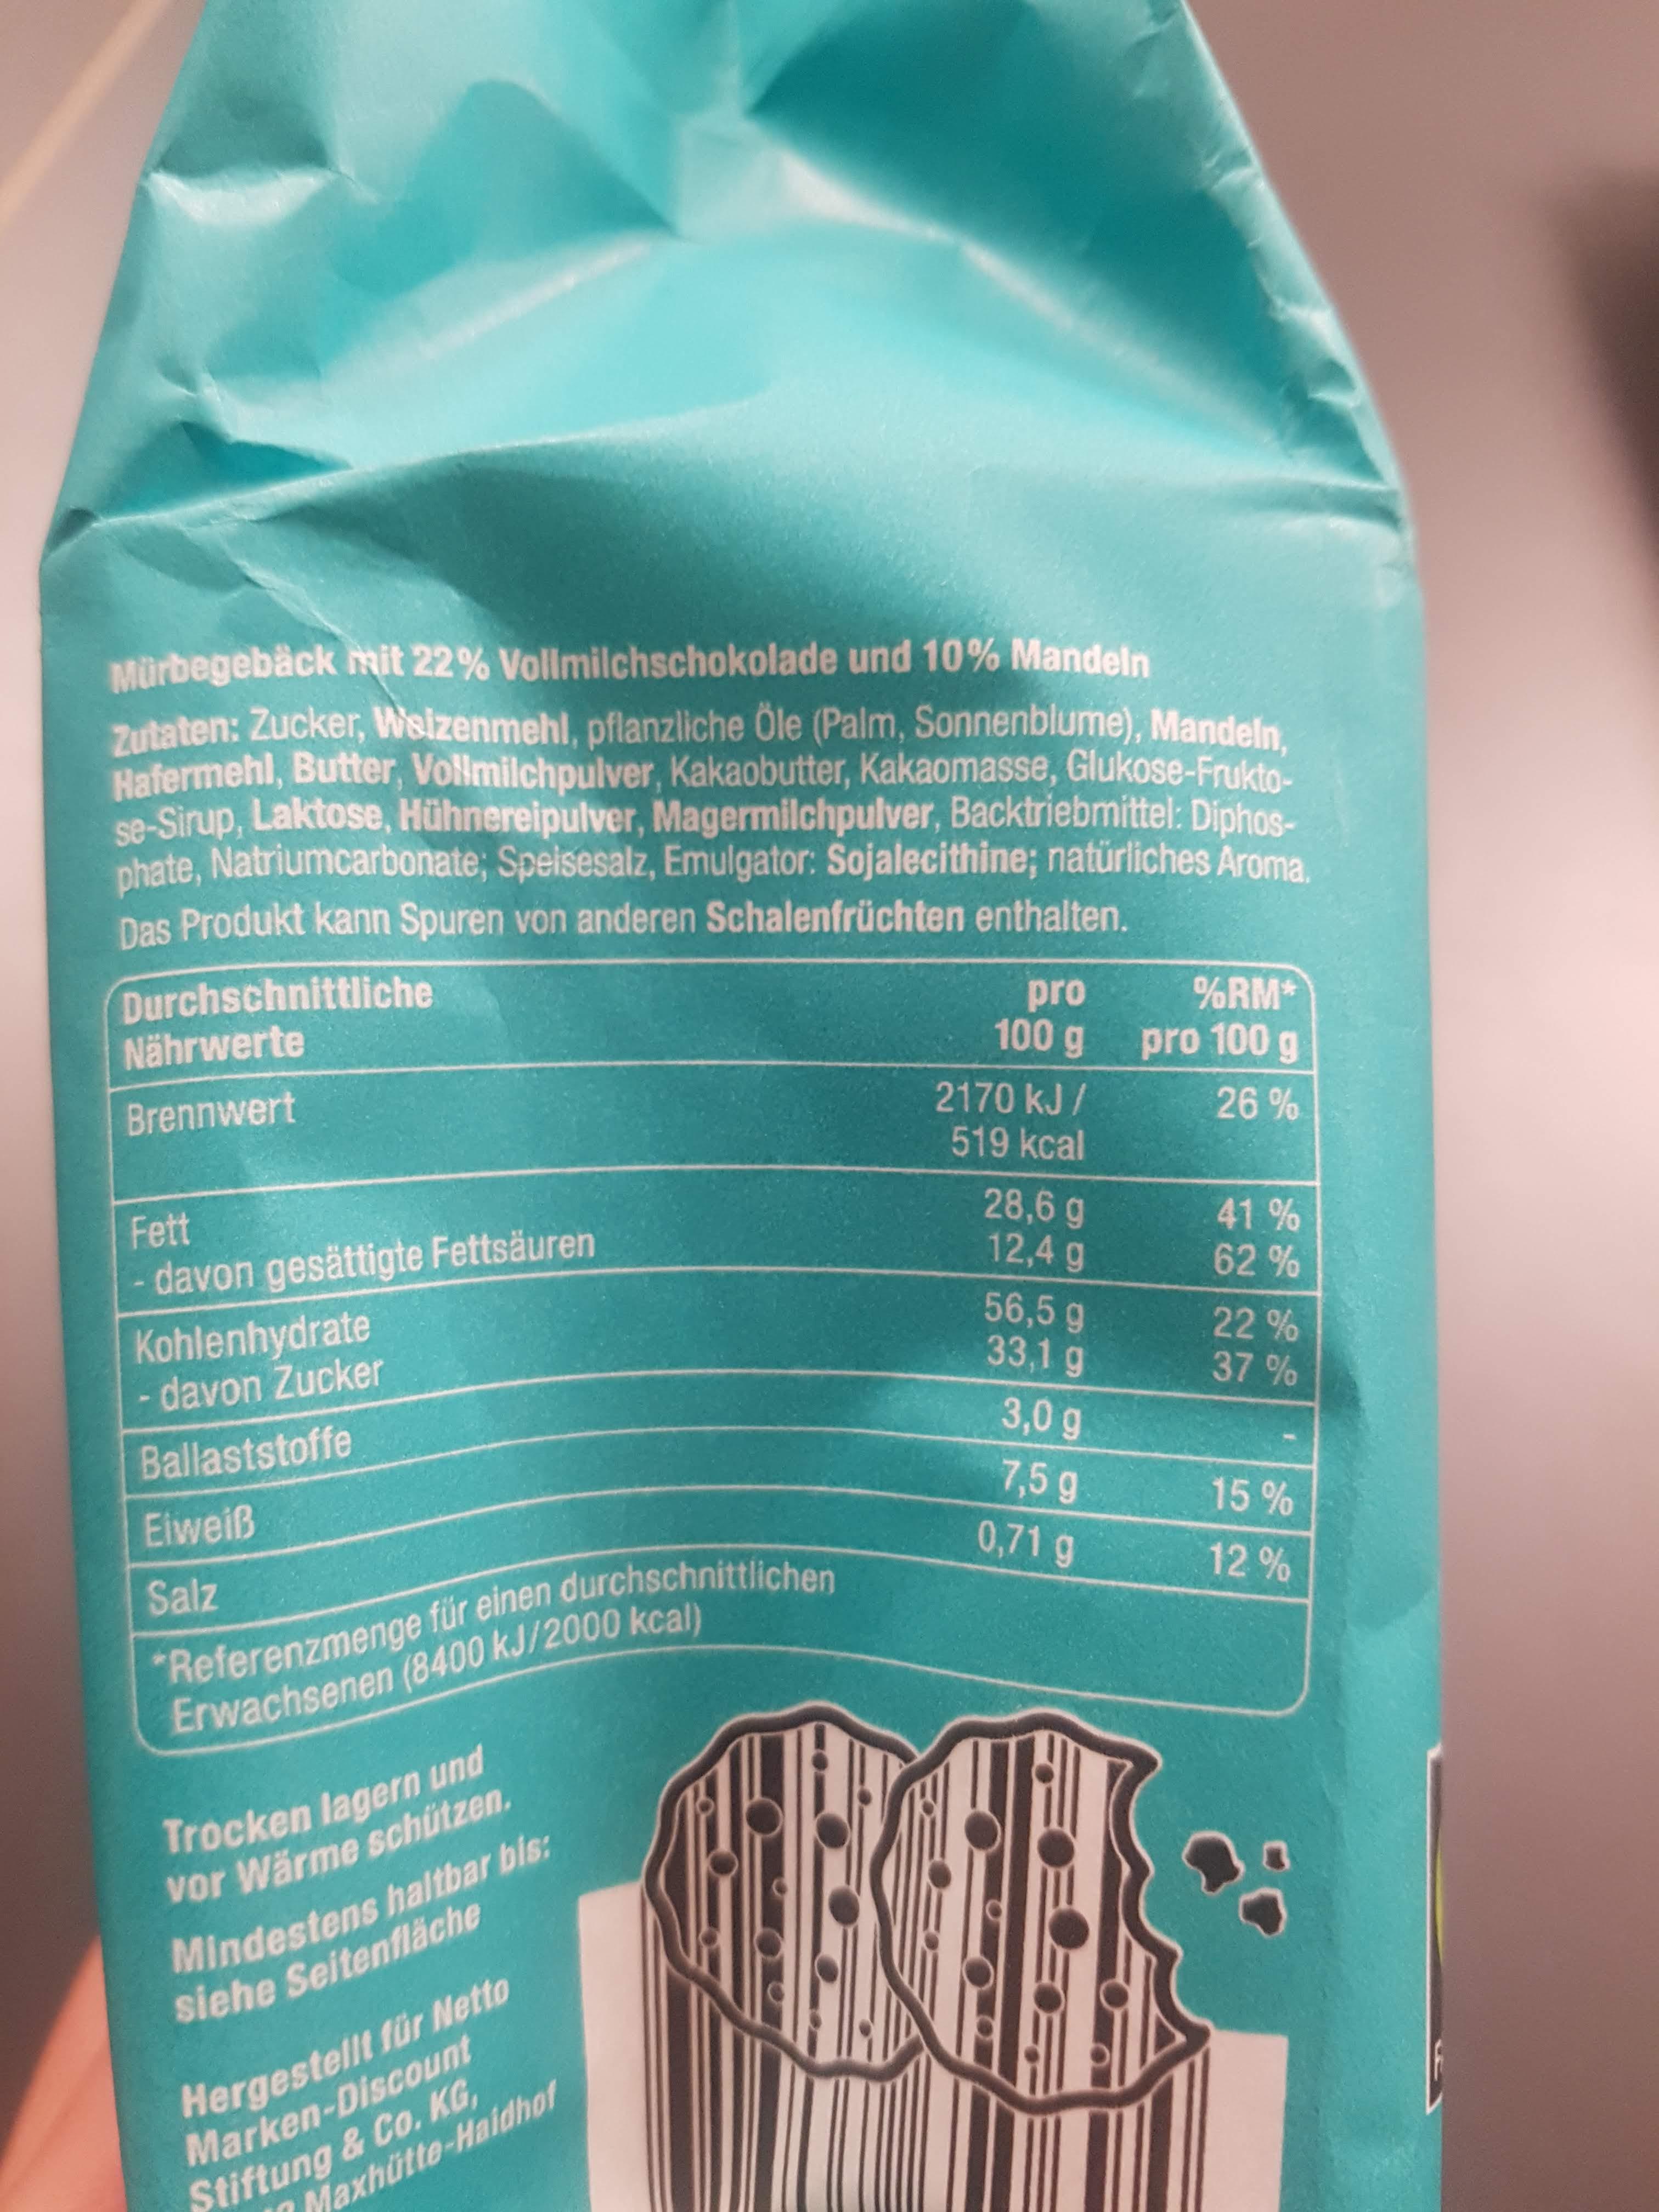 Mürbegebäck mit 22% Vollmilchschokolade und 10% Mandeln
Zutaten: Zucker, Weizenmehl, pflanzliche Öle (Palm, Sonnenblume), Mandeln,
Hafermehl, Butter, Vollmilchpulver, Kakaobutter, Kakaomasse, Glukose-Frukto-
se-Sirup, Laktose, Hühnereipulver, Magermilchpulver, Backtriebmittel: Diphos-
phate, Natriumcarbonate; Speisesalz, Emulgator: Sojalecithine; natürliches Aroma.
Das Produkt kann Spuren von anderen Schalenfrüchten enthalten.
Durchschnittliche pro %RM*
Nährwerte 100 g pro 100 g
Brennwert 2170 kJ / 26 %
519 kcal
Fett 28,6 g 41 %
- davon gesättigte Fettsäuren 12,4 g 62 %
Kohlenhydrate 56,5 g 22 %
- davon Zucker 33,1 g 37 %
Ballaststoffe 3,0 g -
Eiweiß 7,5 g 15 %
Salz 0,71 g 12 %
*Referenzmenge für einen durchschnittlichen
Erwachsenen (8400 kJ/2000 kcal)
Trocken lagern und
vor Wärme schützen.
Mindestens haltbar bis:
siehe Seitenfläche
Hergestellt für Netto
Marken-Discount
Stiftung & Co. KG,
Maxhütte-Haidhof